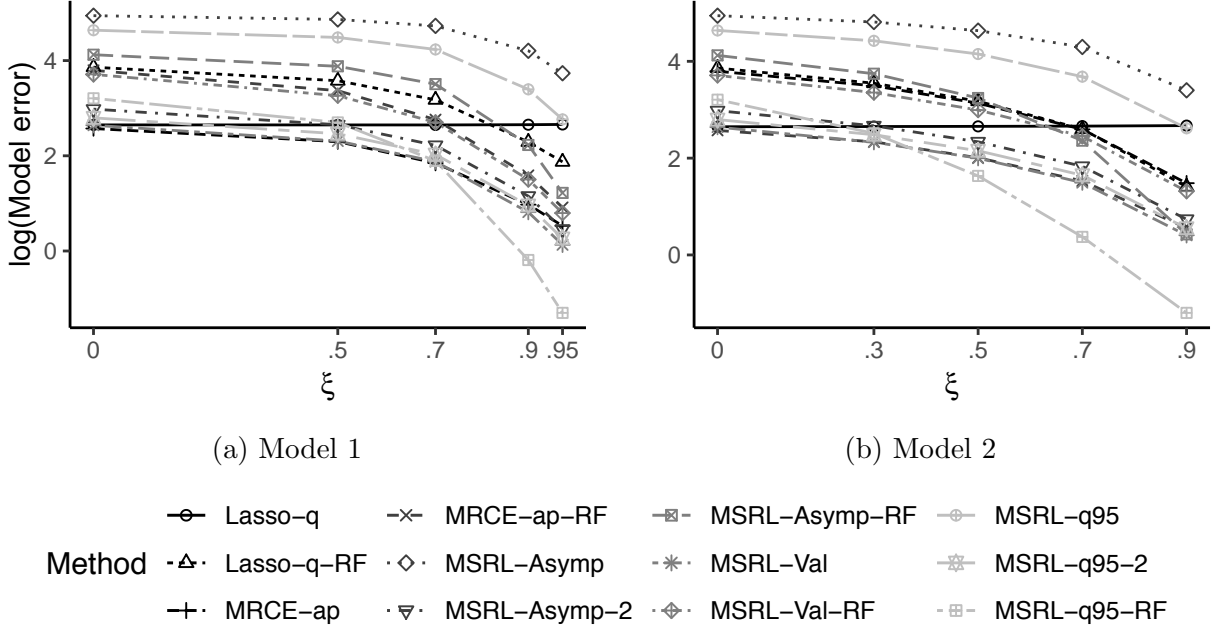 log(Model error)
4
2
0
0
.5
.7
.9
.95
ξ
(a) Model 1
4
2
0
0
.3
.5
.7
.9
ξ
(b) Model 2
Method
Lasso−q
Lasso−q−RF
MRCE−ap
MRCE−ap−RF
MSRL−Asymp
MSRL−Asymp−2
MSRL−Asymp−RF
MSRL−Val
MSRL−Val−RF
MSRL−q95
MSRL−q95−2
MSRL−q95−RF